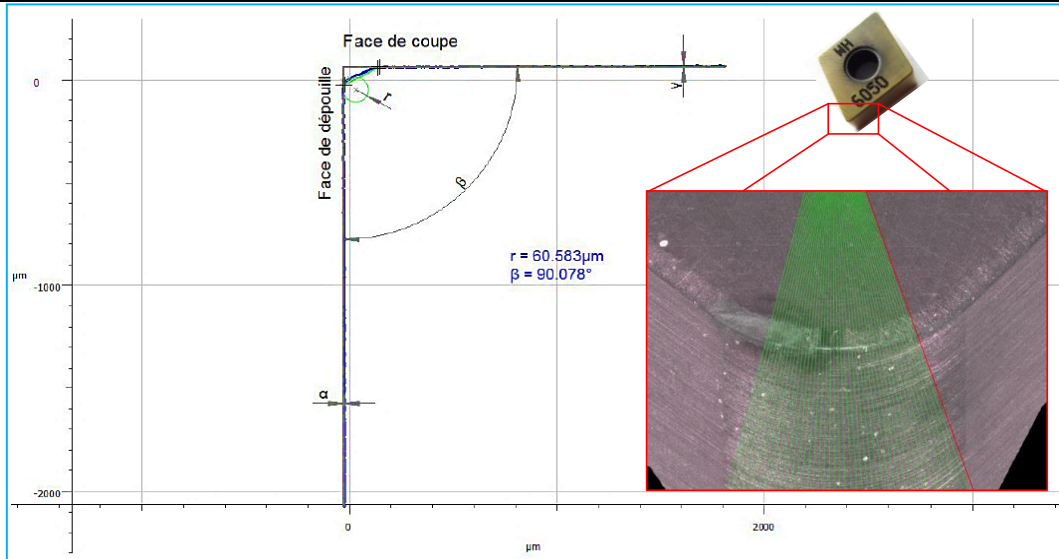 Face de coupe
Face de dépouille
r
γ
β
α
r = 60.583µm
β = 90.078°
0
-1000
-2000
µm
0
2000
µm
WH
6050